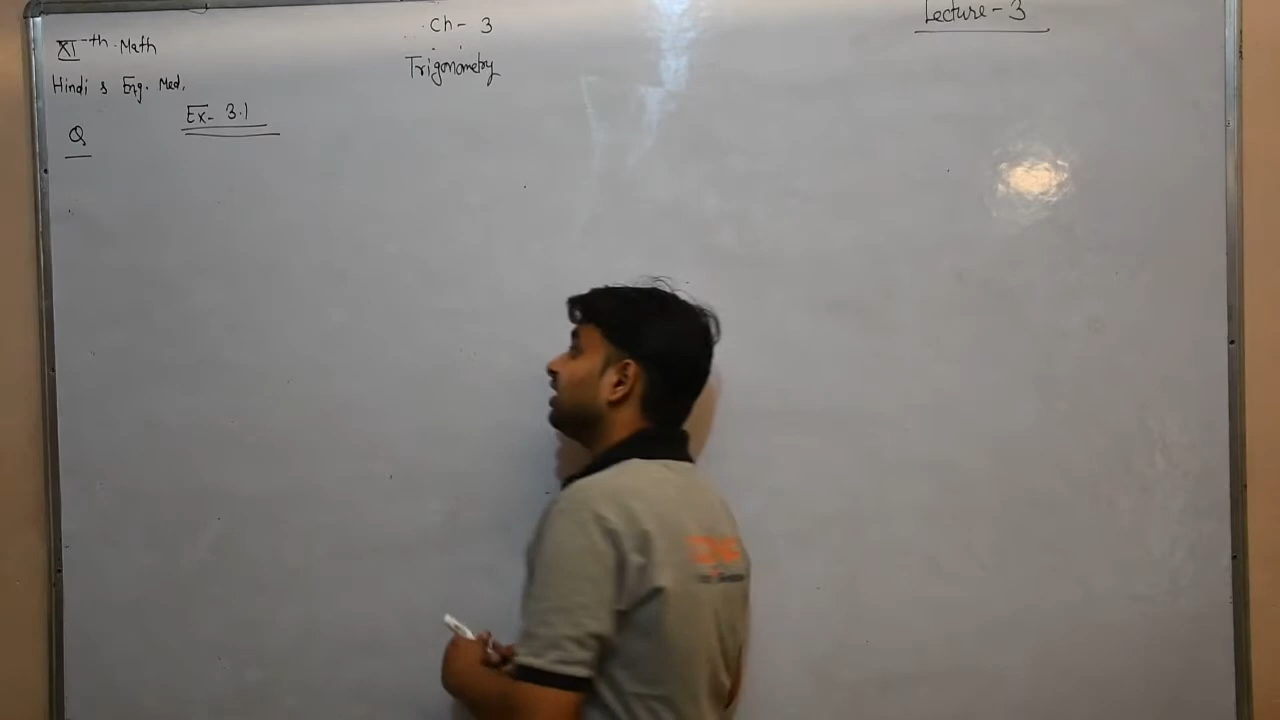 Ch - 3
Lecture - 3
XI-th Math
Trigonometry
Hindi & Eng. Med.
Ex- 3.1
Q